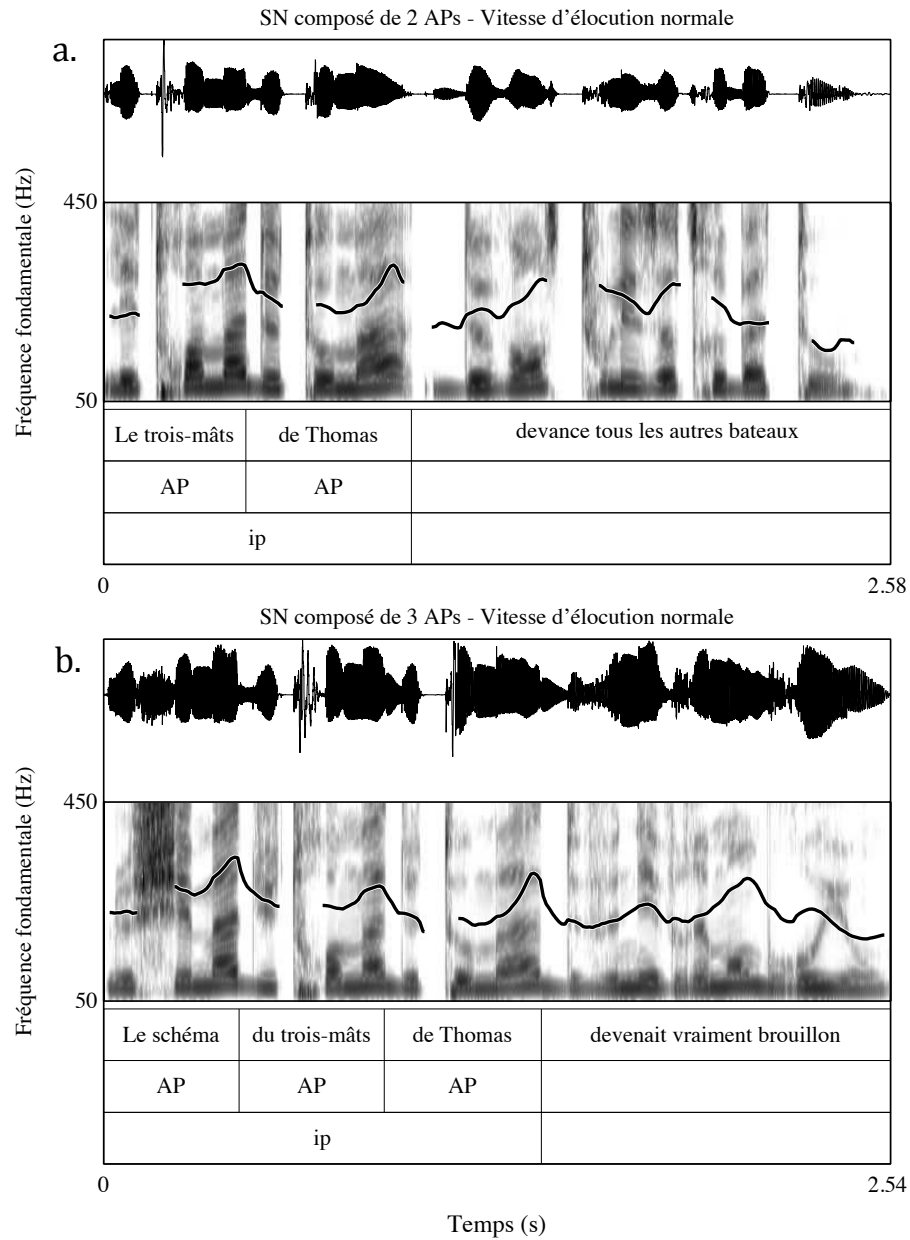 SN composé de 2 APs - Vitesse d'élocution normale
a.
Fréquence fondamentale (Hz)
450
50
Le trois-mâts de Thomas devance tous les autres bateaux
AP AP
ip
0 2.58
SN composé de 3 APs - Vitesse d'élocution normale
b.
Fréquence fondamentale (Hz)
450
50
Le schéma du trois-mâts de Thomas devenait vraiment brouillon
AP AP AP
ip
0 2.54
Temps (s)